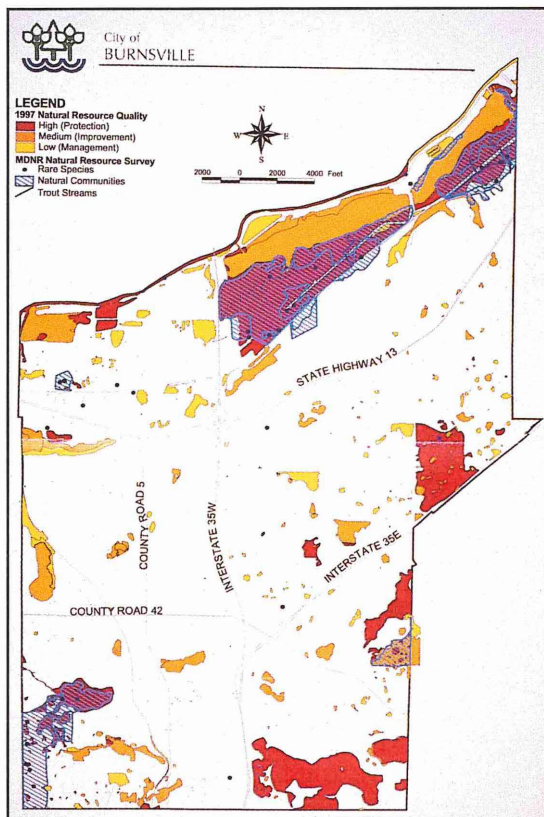 City of
BURNSVILLE
LEGEND
1997 Natural Resource Quality
High (Protection)
Medium (Improvement)
Low (Management)
MDNR Natural Resource Survey
Rare Species
Natural Communities
Trout Streams
N
W E
S
2000 0 2000 4000 Feet
STATE HIGHWAY 13
COUNTY ROAD 5
INTERSTATE 35W
INTERSTATE 35E
COUNTY ROAD 42